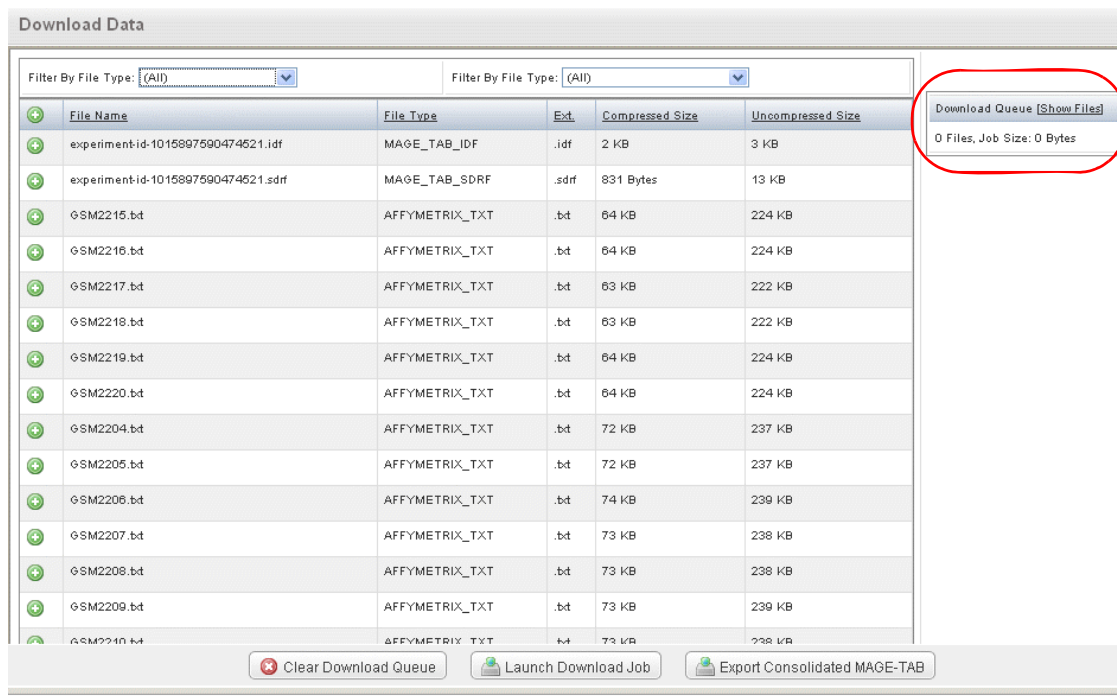 Download Data
Filter By File Type: (All) Filter By File Type: (All)
File Name File Type Ext. Compressed Size Uncompressed Size
experiment-id-1015897590474521.idf MAGE_TAB_IDF .idf 2 KB 3 KB
experiment-id-1015897590474521.sdrf MAGE_TAB_SDRF .sdrf 831 Bytes 13 KB
GSM2215.txt AFFYMETRIX_TXT .txt 64 KB 224 KB
GSM2216.txt AFFYMETRIX_TXT .txt 64 KB 224 KB
GSM2217.txt AFFYMETRIX_TXT .txt 63 KB 222 KB
GSM2218.txt AFFYMETRIX_TXT .txt 63 KB 222 KB
GSM2219.txt AFFYMETRIX_TXT .txt 64 KB 224 KB
GSM2220.txt AFFYMETRIX_TXT .txt 64 KB 224 KB
GSM2204.txt AFFYMETRIX_TXT .txt 72 KB 237 KB
GSM2205.txt AFFYMETRIX_TXT .txt 72 KB 237 KB
GSM2206.txt AFFYMETRIX_TXT .txt 74 KB 239 KB
GSM2207.txt AFFYMETRIX_TXT .txt 73 KB 238 KB
GSM2208.txt AFFYMETRIX_TXT .txt 73 KB 238 KB
GSM2209.txt AFFYMETRIX_TXT .txt 73 KB 239 KB
GSM2210.txt AFFYMETRIX_TXT .txt 73 KB 238 KB
Download Queue [Show Files]
0 Files, Job Size: 0 Bytes
Clear Download Queue Launch Download Job Export Consolidated MAGE-TAB